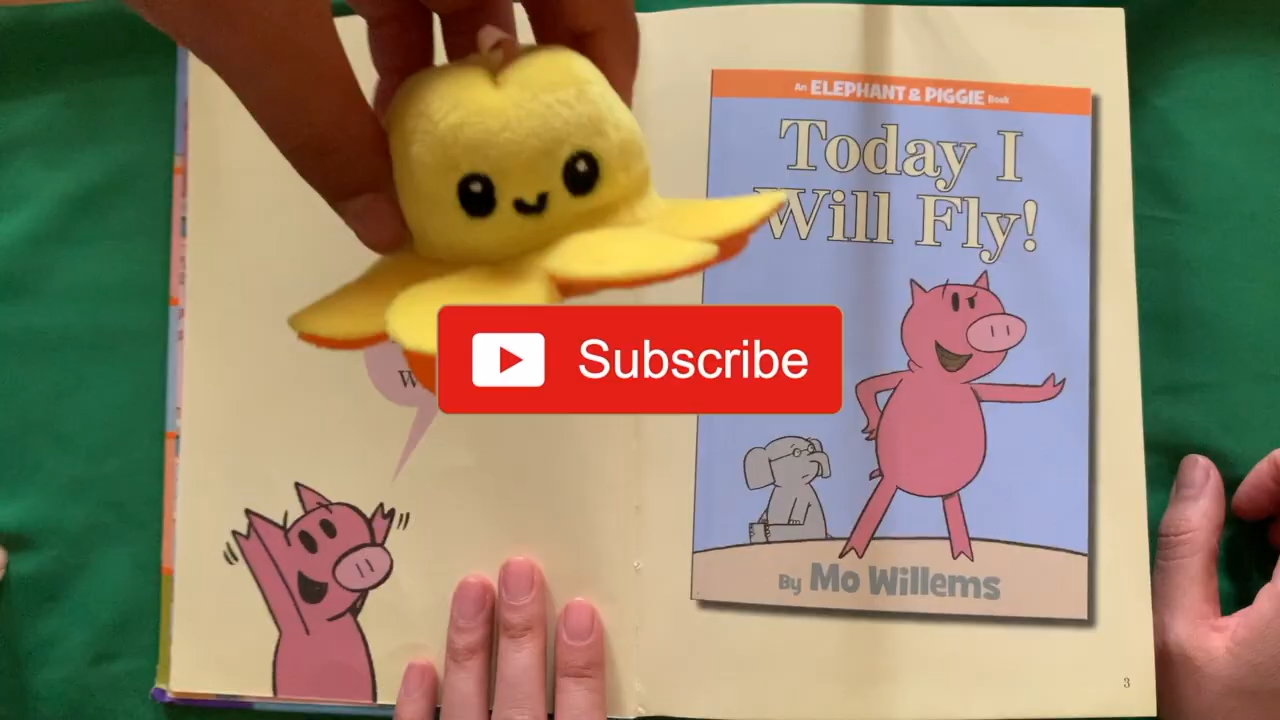 An ELEPHANT & PIGGIE Book
Today I
Will Fly!
W
Subscribe
By Mo Willems
3